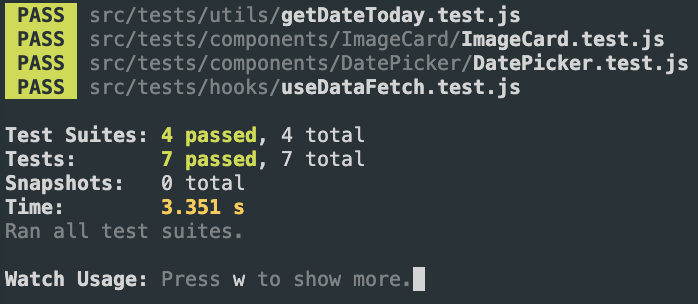 PASS src/tests/utils/getDateToday.test.js
PASS src/tests/components/ImageCard/ImageCard.test.js
PASS src/tests/components/DatePicker/DatePicker.test.js
PASS src/tests/hooks/useDataFetch.test.js
Test Suites: 4 passed, 4 total
Tests: 7 passed, 7 total
Snapshots: 0 total
Time: 3.351 s
Ran all test suites.
Watch Usage: Press w to show more.